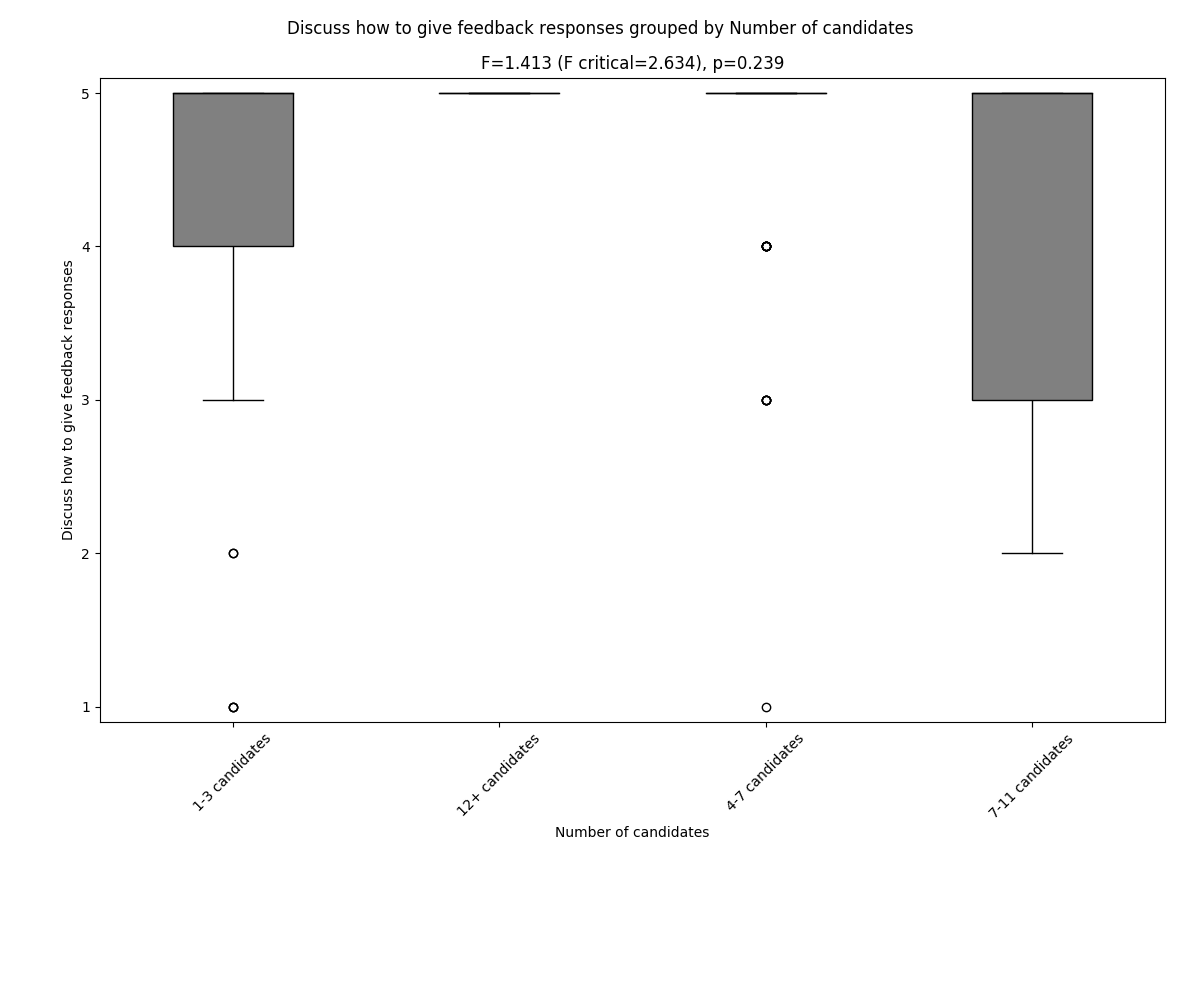 Discuss how to give feedback responses grouped by Number of candidates
F=1.413 (F critical=2.634), p=0.239
Discuss how to give feedback responses
5
4
3
2
1
1-3 candidates
12+ candidates
4-7 candidates
7-11 candidates
Number of candidates